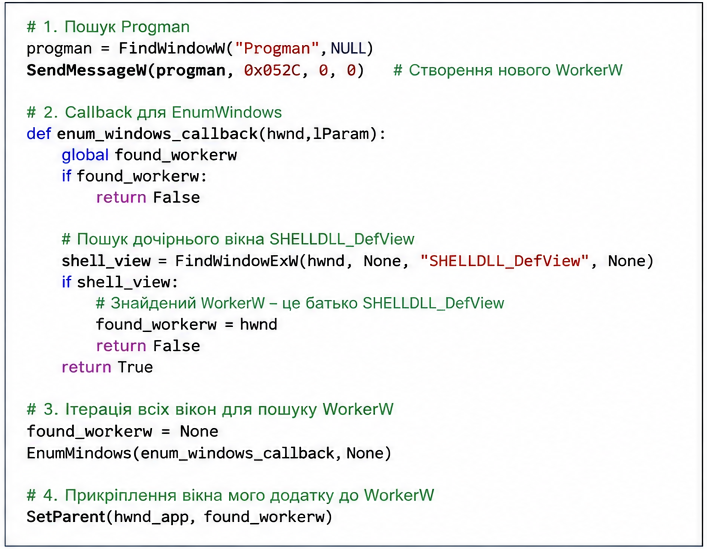 # 1. Пошук Progman
progman = FindWindowW("Progman",NULL)
SendMessageW(progman, 0x052C, 0, 0)   # Створення нового WorkerW
# 2. Callback для EnumWindows
def enum_windows_callback(hwnd,lParam):
    global found_workerw
    if found_workerw:
        return False
    # Пошук дочірнього вікна SHELLDLL_DefView
    shell_view = FindWindowExW(hwnd, None, "SHELLDLL_DefView", None)
    if shell_view:
        # Знайдений WorkerW – це батько SHELLDLL_DefView
        found_workerw = hwnd
        return False
    return True
# 3. Ітерація всіх вікон для пошуку WorkerW
found_workerw = None
EnumMindows(enum_windows_callback, None)
# 4. Прикріплення вікна мого додатку до WorkerW
SetParent(hwnd_app, found_workerw)